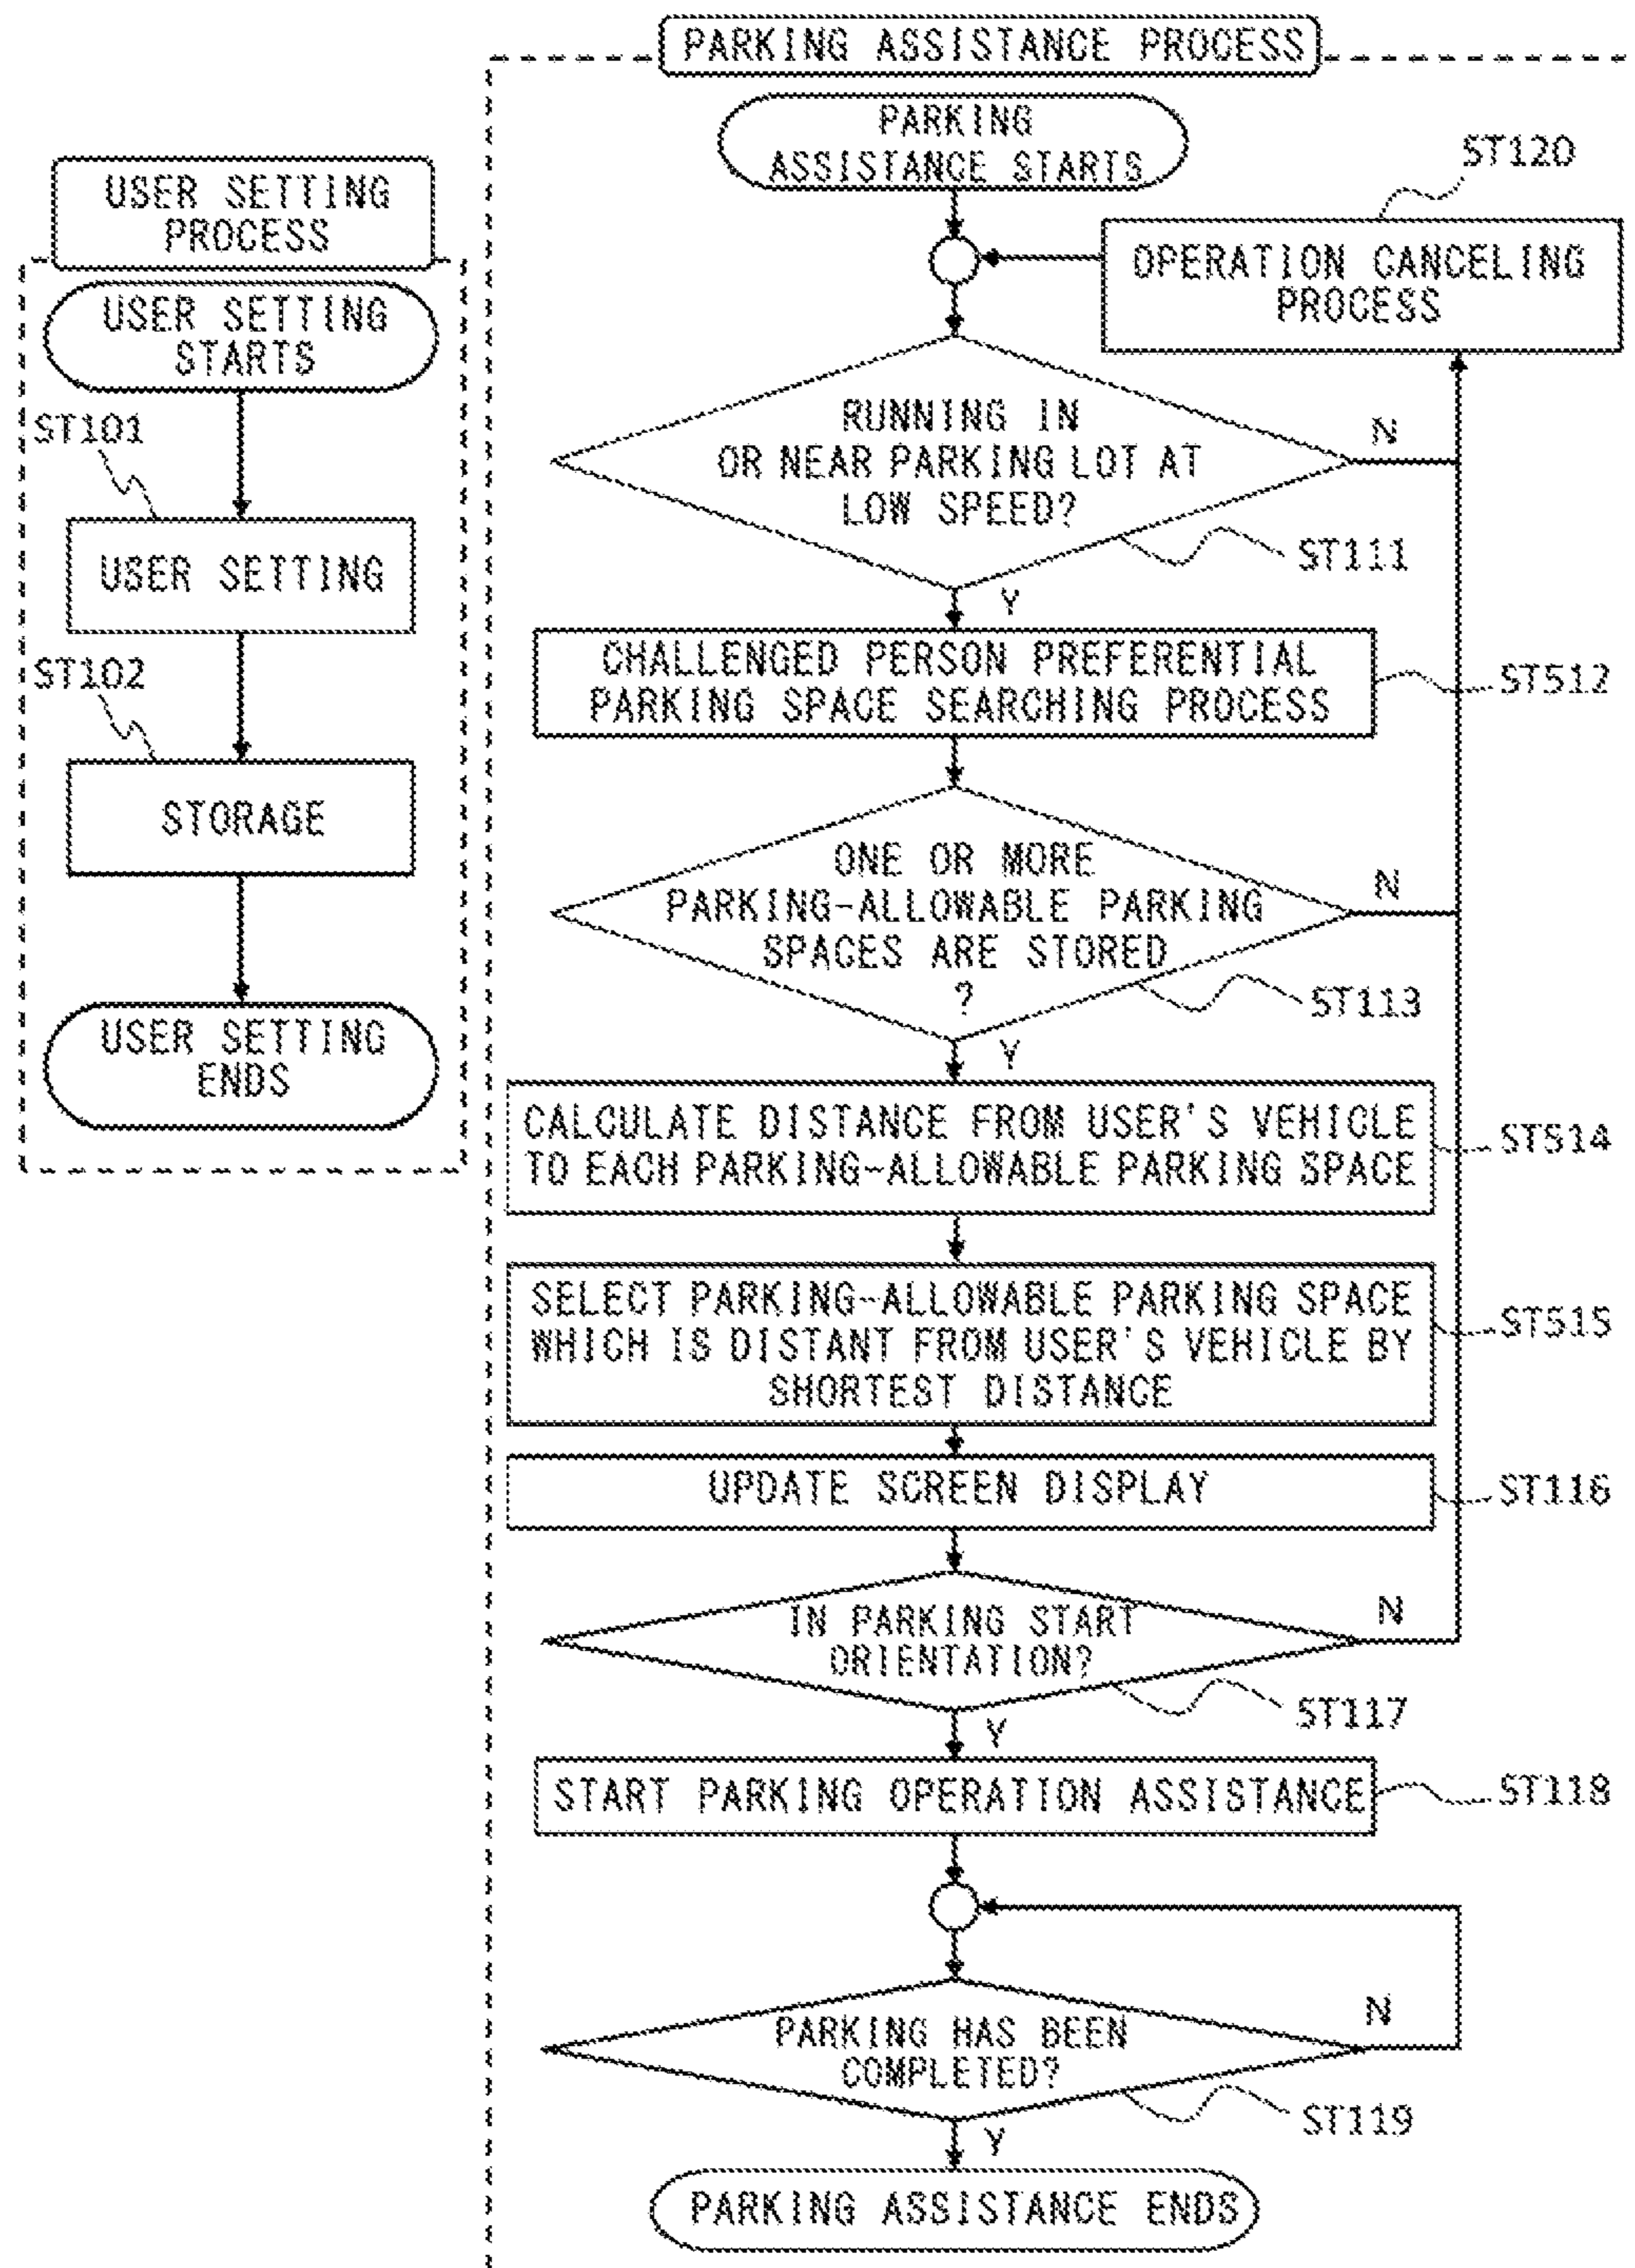 USER SETTING
PROCESS
USER SETTING
STARTS
ST101
USER SETTING
ST102
STORAGE
USER SETTING
ENDS
PARKING ASSISTANCE PROCESS
PARKING
ASSISTANCE STARTS
ST120
OPERATION CANCELING
PROCESS
RUNNING IN
OR NEAR PARKING LOT AT
LOW SPEED?
N
ST111
Y
CHALLENGED PERSON PREFERENTIAL
PARKING SPACE SEARCHING PROCESS
ST512
ONE OR MORE
PARKING-ALLOWABLE PARKING
SPACES ARE STORED
?
N
ST113
Y
CALCULATE DISTANCE FROM USER'S VEHICLE
TO EACH PARKING-ALLOWABLE PARKING SPACE
ST514
SELECT PARKING-ALLOWABLE PARKING SPACE
WHICH IS DISTANT FROM USER'S VEHICLE BY
SHORTEST DISTANCE
ST515
UPDATE SCREEN DISPLAY
ST116
IN PARKING START
ORIENTATION?
N
ST117
Y
START PARKING OPERATION ASSISTANCE
ST118
PARKING HAS BEEN
COMPLETED?
N
ST119
Y
PARKING ASSISTANCE ENDS